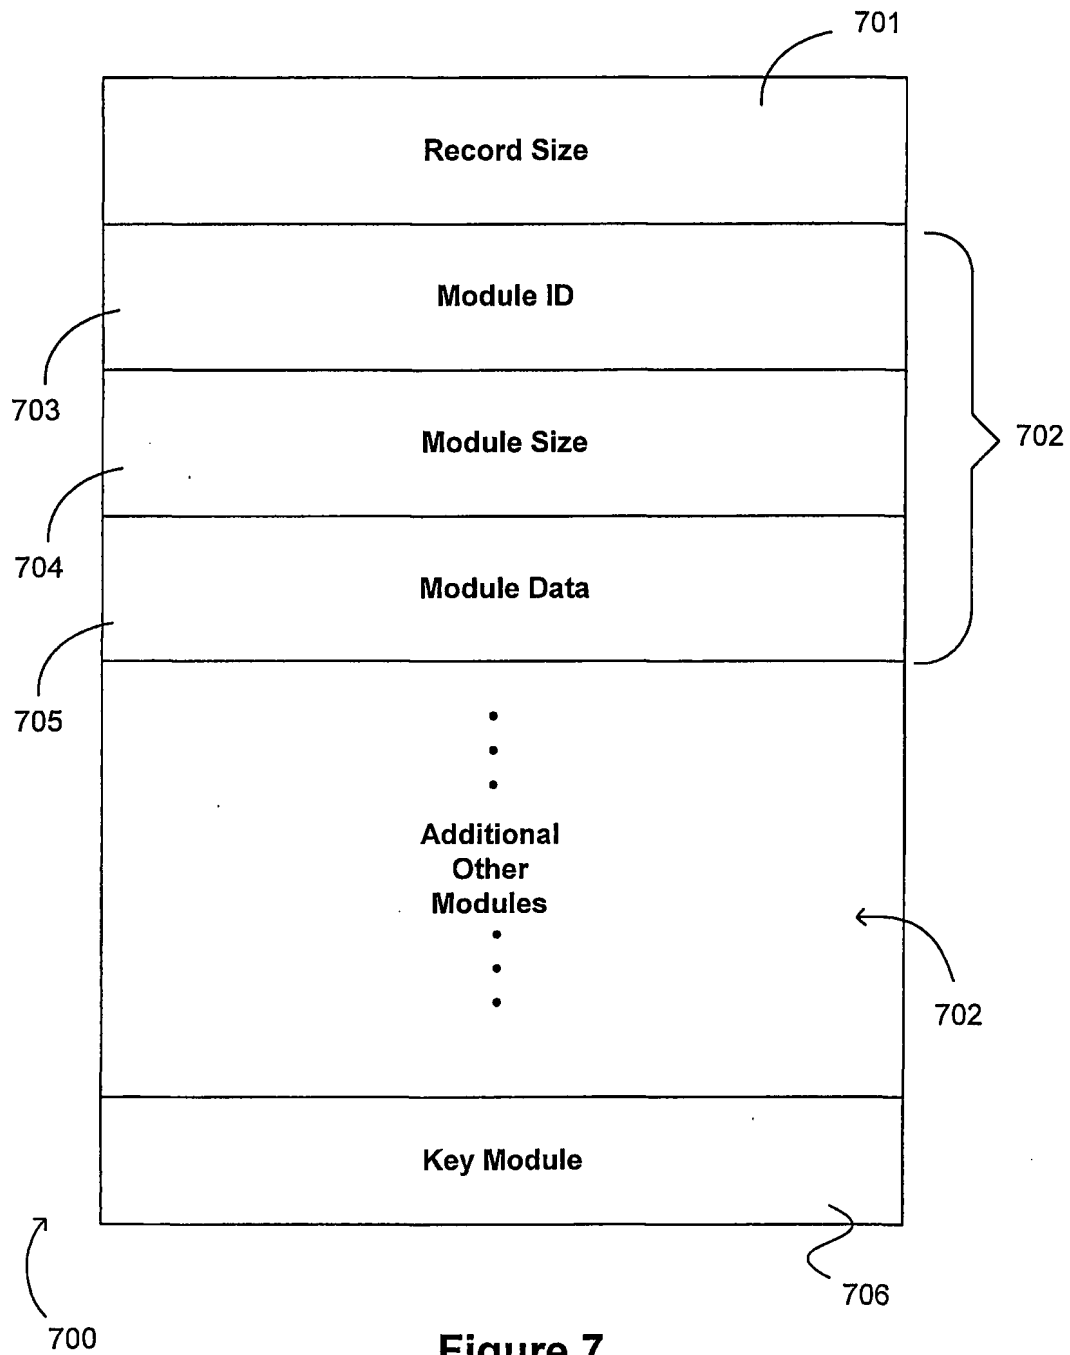 701
Record Size
Module ID
703
Module Size
702
704
Module Data
705
Additional
Other
Modules
702
Key Module
706
700
Figure 7